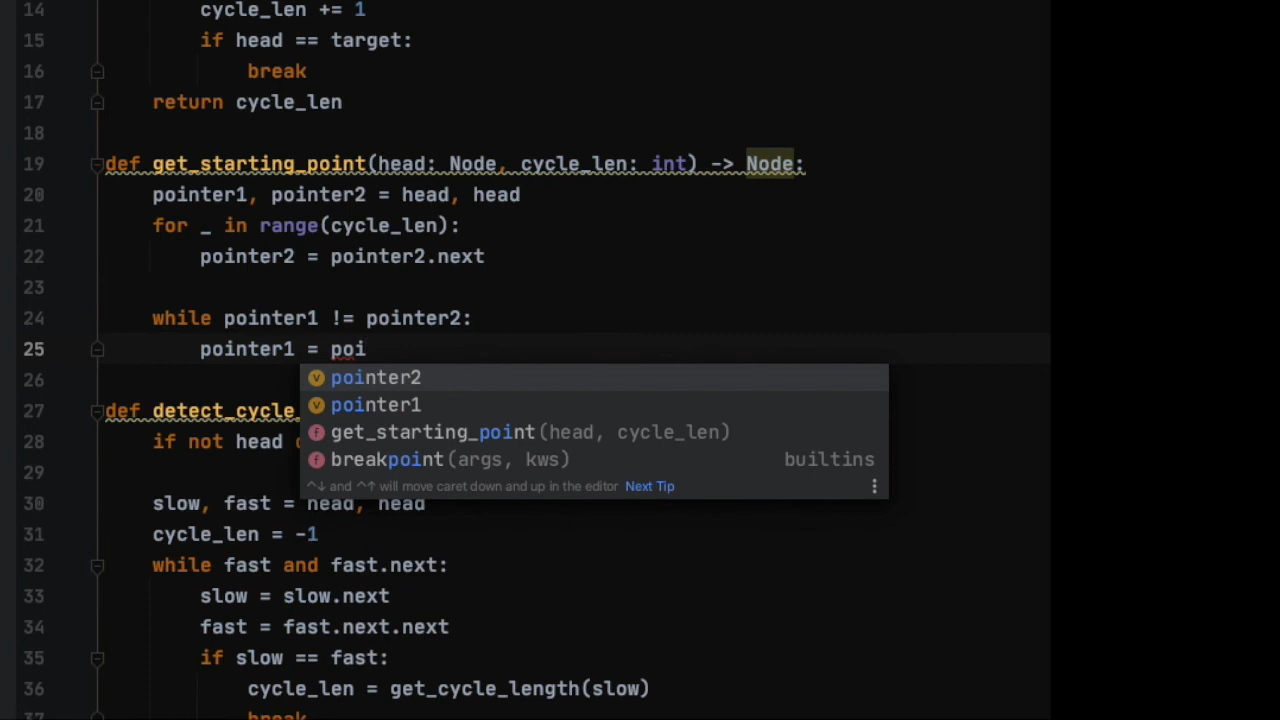 14 cycle_len += 1
15 if head == target:
16 break
17 return cycle_len
18
19 def get_starting_point(head: Node, cycle_len: int) -> Node:
20 pointer1, pointer2 = head, head
21 for _ in range(cycle_len):
22 pointer2 = pointer2.next
23
24 while pointer1 != pointer2:
25 pointer1 = poi
26 pointer2
pointer1
27 def detect_cycle_
get_starting_point(head, cycle_len)
28 if not head
breakpoint(args, kws) builtins
29
^↓ and ^↑ will move caret down and up in the editor Next Tip
30 slow, fast = head, head
31 cycle_len = -1
32 while fast and fast.next:
33 slow = slow.next
34 fast = fast.next.next
35 if slow == fast:
36 cycle_len = get_cycle_length(slow)
37 break